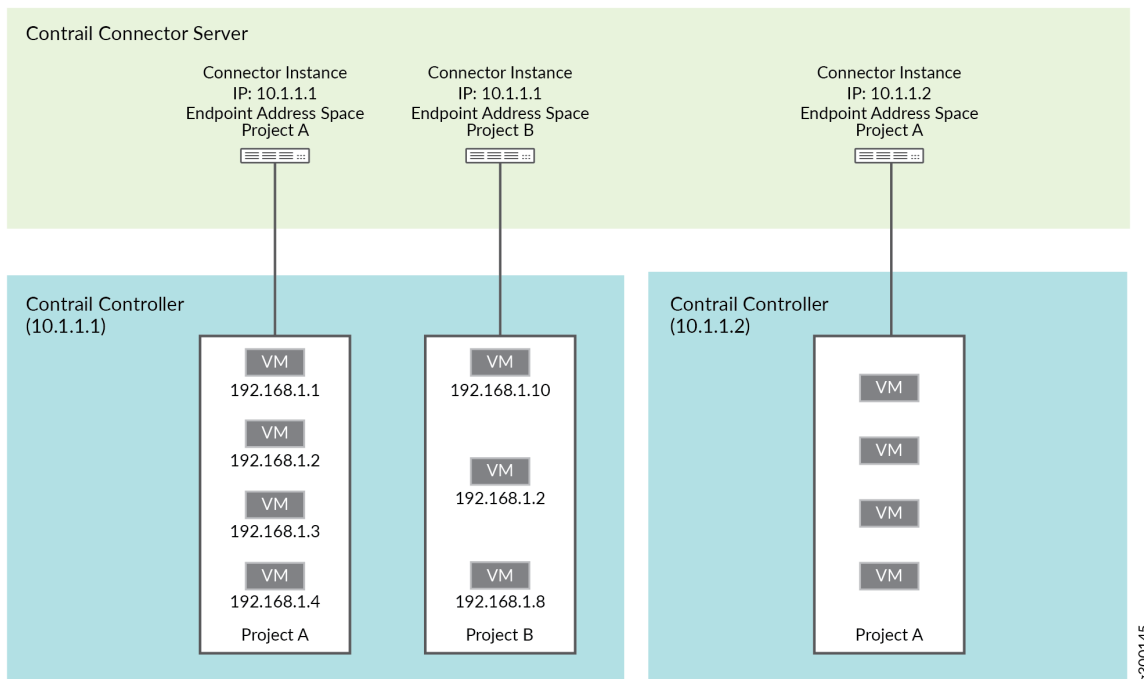 Contrail Connector Server
Connector Instance
IP: 10.1.1.1
Endpoint Address Space
Project A
Connector Instance
IP: 10.1.1.1
Endpoint Address Space
Project B
Connector Instance
IP: 10.1.1.2
Endpoint Address Space
Project A
Contrail Controller
(10.1.1.1)
VM
192.168.1.1
VM
192.168.1.2
VM
192.168.1.3
VM
192.168.1.4
Project A
VM
192.168.1.10
VM
192.168.1.2
VM
192.168.1.8
Project B
Contrail Controller
(10.1.1.2)
VM
VM
VM
VM
Project A